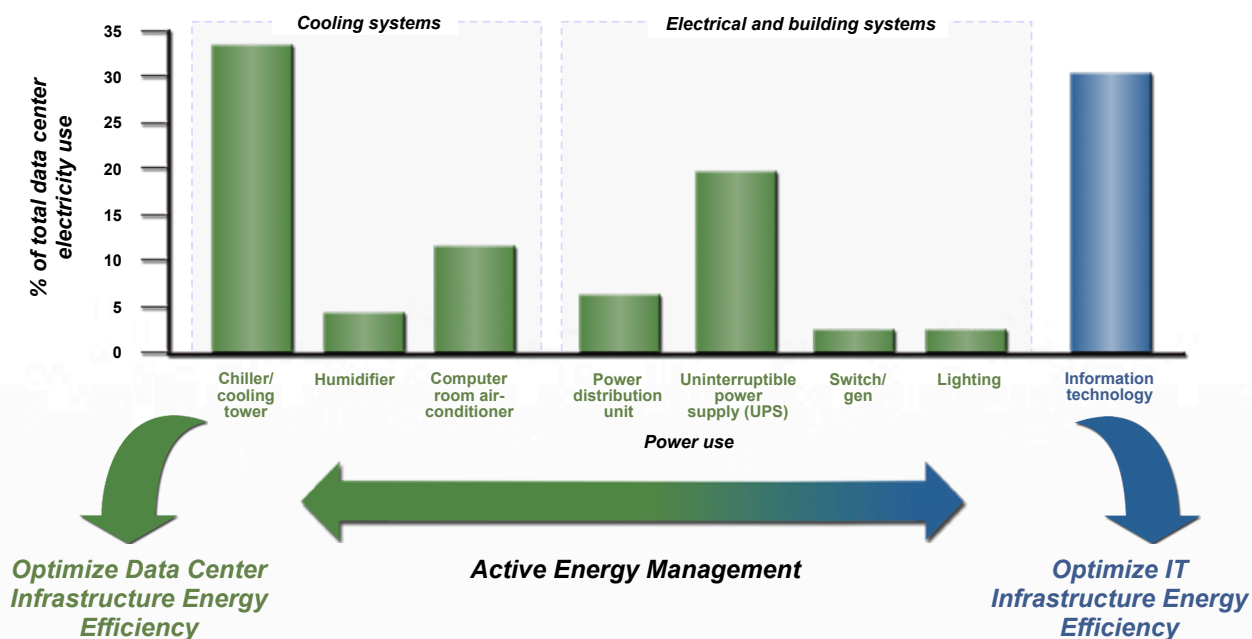 Cooling systems
Electrical and building systems
% of total data center
electricity use
35
30
25
20
15
10
5
0
Chiller/
cooling
tower
Humidifier
Computer
room air-
conditioner
Power
distribution
unit
Uninterruptible
power
supply (UPS)
Switch/
gen
Lighting
Information
technology
Power use
Active Energy Management
Optimize Data Center
Infrastructure Energy
Efficiency
Optimize IT
Infrastructure Energy
Efficiency